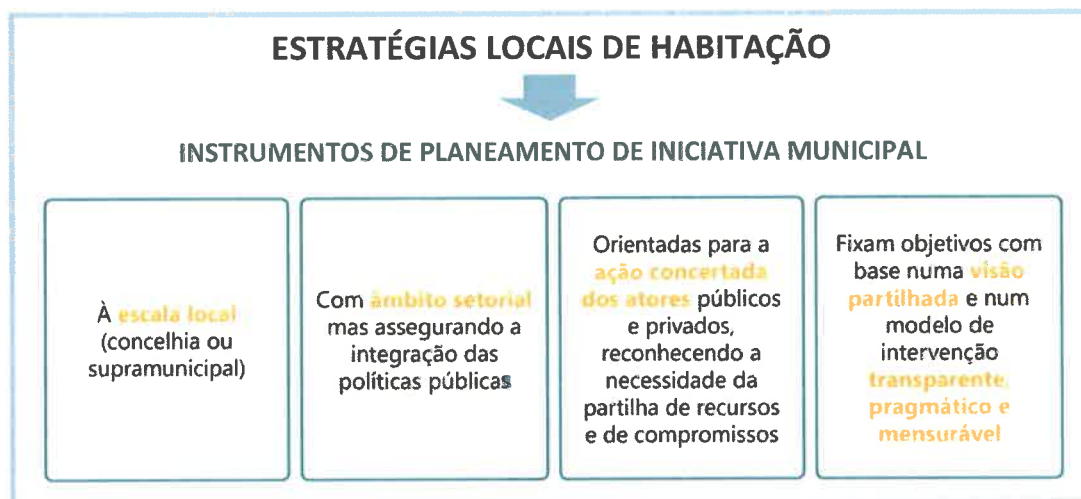 ESTRATÉGIAS LOCAIS DE HABITAÇÃO
INSTRUMENTOS DE PLANEAMENTO DE INICIATIVA MUNICIPAL
À escala local
(concelhia ou
supramunicipal)
Com âmbito setorial
mas assegurando a
integração das
políticas públicas
Orientadas para a
ação concertada
dos atores públicos
e privados,
reconhecendo a
necessidade da
partilha de recursos
e de compromissos
Fixam objetivos com
base numa visão
partilhada e num
modelo de
intervenção
transparente,
pragmático e
mensurável